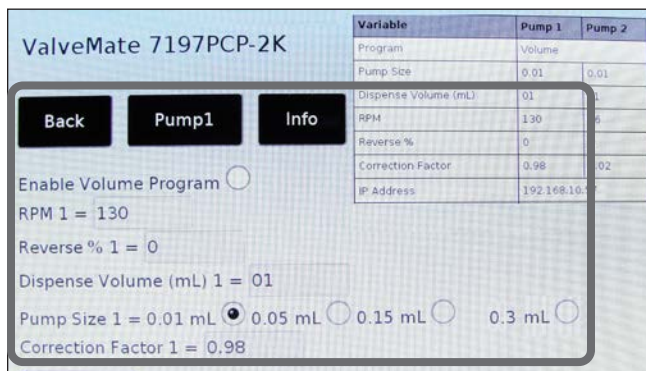 ValveMate 7197PCP-2K
Variable Pump 1 Pump 2
Program Volume
Pump Size 0.01 0.01
Dispense Volume (mL) 01
RPM 130
Reverse % 0
Correction Factor 0.98
IP Address
Back Pump1 Info
Enable Volume Program
RPM 1 = 130
Reverse % 1 = 0
Dispense Volume (mL) 1 = 01
Pump Size 1 = 0.01 mL 0.05 mL 0.15 mL 0.3 mL
Correction Factor 1 = 0.98